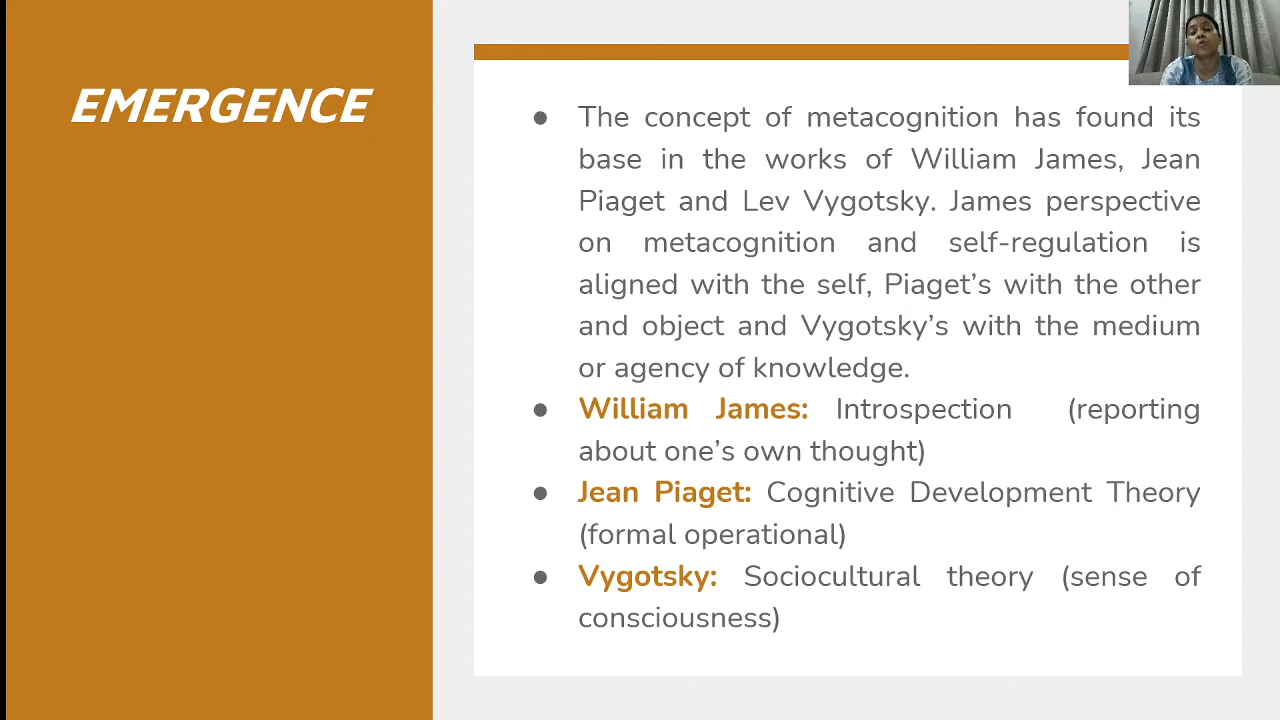 EMERGENCE
● The concept of metacognition has found its
base in the works of William James, Jean
Piaget and Lev Vygotsky. James perspective
on metacognition and self-regulation is
aligned with the self, Piaget’s with the other
and object and Vygotsky’s with the medium
or agency of knowledge.
● William James: Introspection (reporting
about one’s own thought)
● Jean Piaget: Cognitive Development Theory
(formal operational)
● Vygotsky: Sociocultural theory (sense of
consciousness)